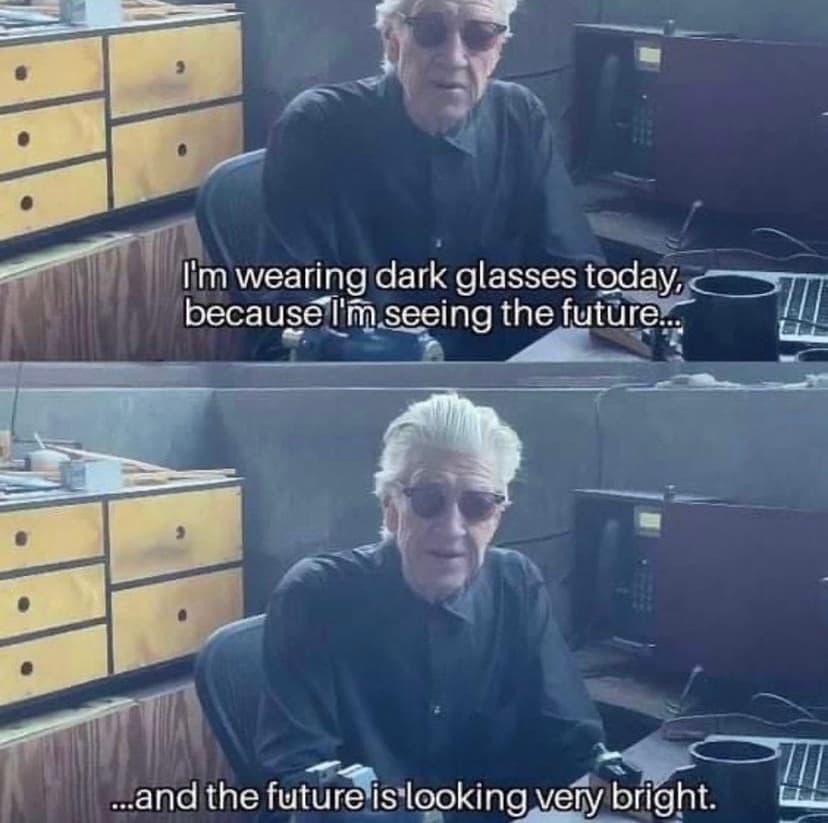 I'm wearing dark glasses today,
because I'm seeing the future...
...and the future is looking very bright.